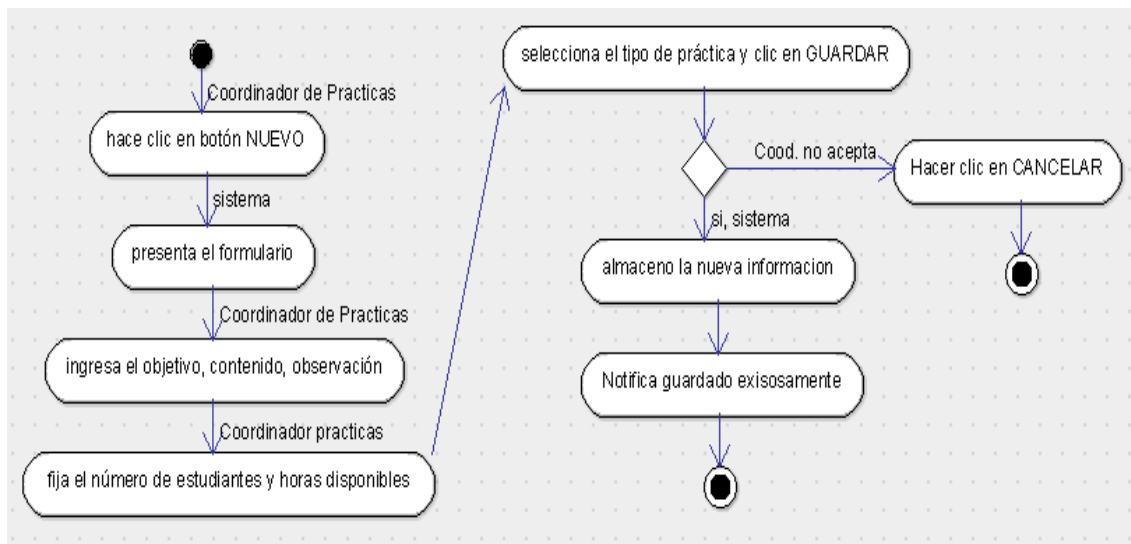 Coordinador de Practicas
hace clic en botón NUEVO
sistema
presenta el formulario
Coordinador de Practicas
ingresa el objetivo, contenido, observación
Coordinador practicas
fija el número de estudiantes y horas disponibles
selecciona el tipo de práctica y clic en GUARDAR
Cood. no acepta
Hacer clic en CANCELAR
si, sistema
almaceno la nueva informacion
Notifica guardado exisosamente